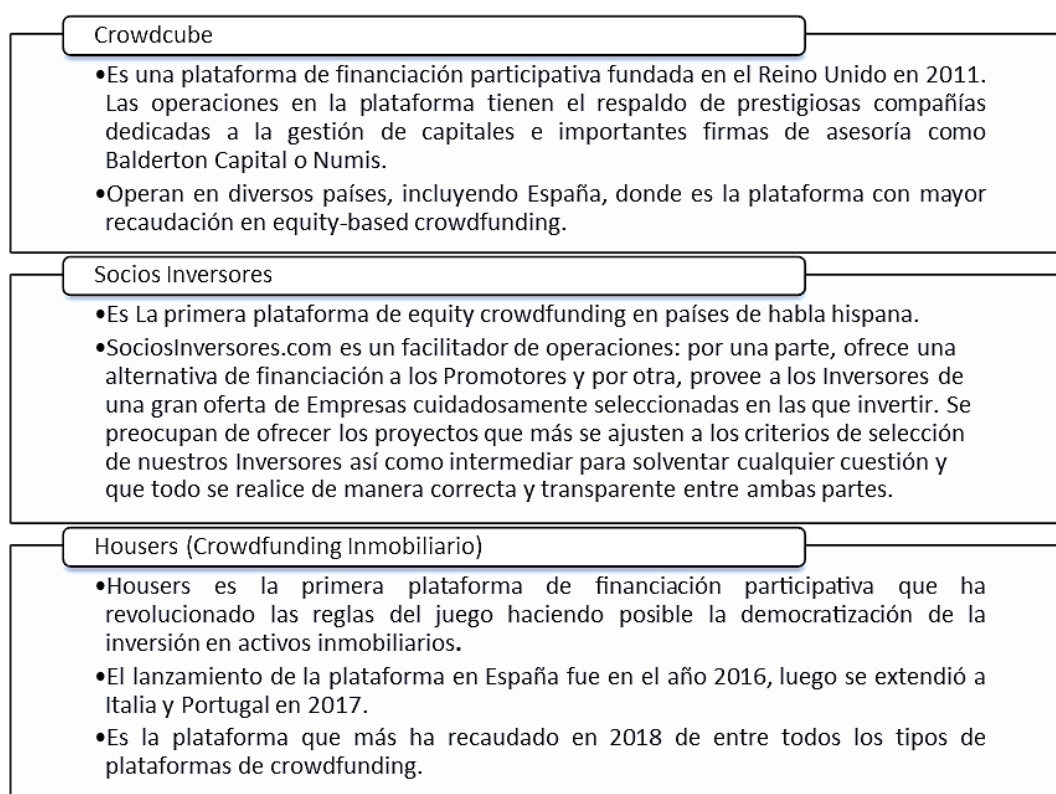 Crowdcube
•Es una plataforma de financiación participativa fundada en el Reino Unido en 2011.
Las operaciones en la plataforma tienen el respaldo de prestigiosas compañías
dedicadas a la gestión de capitales e importantes firmas de asesoría como
Balderton Capital o Numis.
•Operan en diversos países, incluyendo España, donde es la plataforma con mayor
recaudación en equity-based crowdfunding.
Socios Inversores
•Es La primera plataforma de equity crowdfunding en países de habla hispana.
•SociosInversores.com es un facilitador de operaciones: por una parte, ofrece una
alternativa de financiación a los Promotores y por otra, provee a los Inversores de
una gran oferta de Empresas cuidadosamente seleccionadas en las que invertir. Se
preocupan de ofrecer los proyectos que más se ajusten a los criterios de selección
de nuestros Inversores así como intermediar para solventar cualquier cuestión y
que todo se realice de manera correcta y transparente entre ambas partes.
Housers (Crowdfunding Inmobiliario)
•Housers es la primera plataforma de financiación participativa que ha
revolucionado las reglas del juego haciendo posible la democratización de la
inversión en activos inmobiliarios.
•El lanzamiento de la plataforma en España fue en el año 2016, luego se extendió a
Italia y Portugal en 2017.
•Es la plataforma que más ha recaudado en 2018 de entre todos los tipos de
plataformas de crowdfunding.